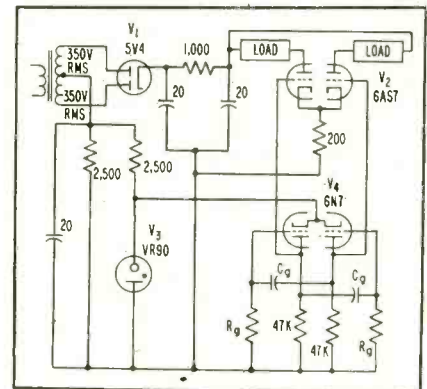 350V
RMS
350V
RMS
V1
5V4
1,000
20
20
LOAD
LOAD
V2
6AS7
200
2,500
2,500
20
V3
VR90
V4
6N7
Cg
Cg
Rg
47K
47K
Rg